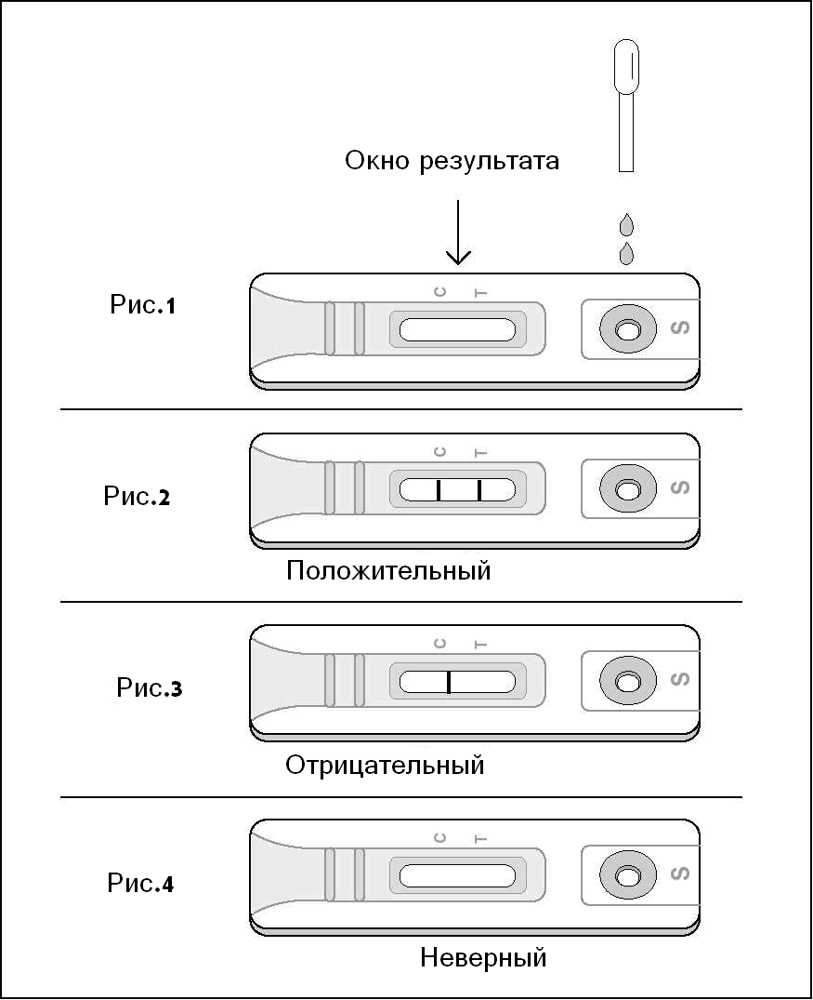 Окно результата
C T
Рис.1
S
C T
Рис.2
S
Положительный
C T
Рис.3
S
Отрицательный
C T
Рис.4
S
Неверный